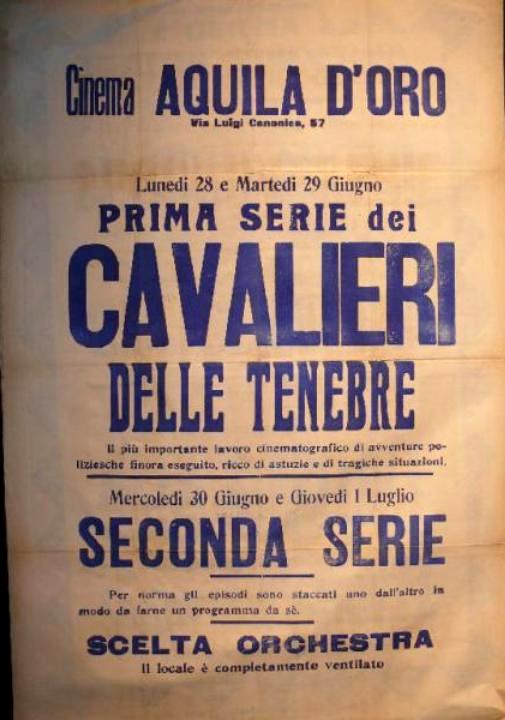 Cinema AQUILA D'ORO
Via Luigi Canonica, 57
Lunedì 28 e Martedì 29 Giugno
PRIMA SERIE dei
CAVALIERI
DELLE TENEBRE
Il più importante lavoro cinematografico di avventure po-
liziesche finora eseguito, ricco di astuzie e di tragiche situazioni.
Mercoledì 30 Giugno e Giovedì 1 Luglio
SECONDA SERIE
Per norma gli episodi sono staccati uno dall'altro in
modo da farne un programma da sè.
SCELTA ORCHESTRA
Il locale è completamente ventilato